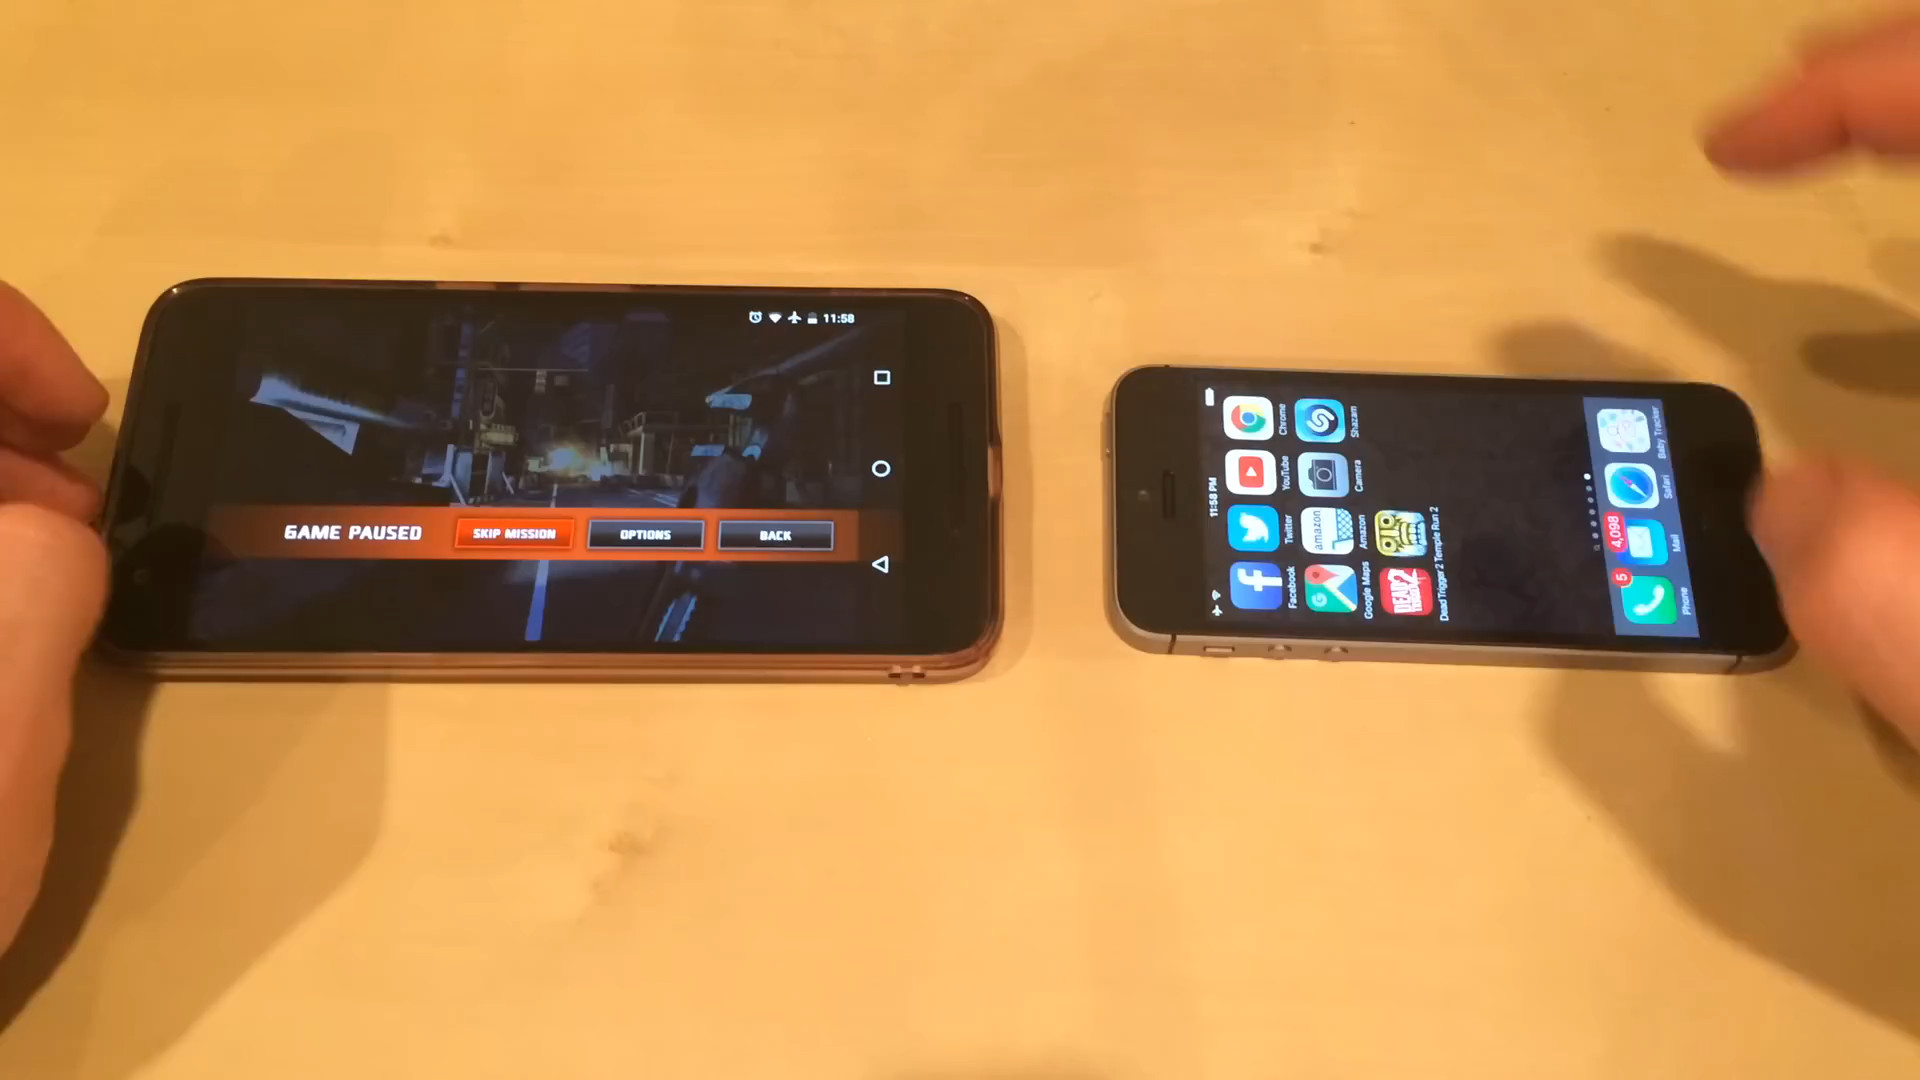 11:58
GAME PAUSED
SKIP MISSION
OPTIONS
BACK
11:58 PM
Facebook
Twitter
YouTube
Chrome
Google Maps
amazon
Amazon
Camera
Shazam
DEAD
Dead Trigger 2
Temple Run 2
5
Phone
4,098
Mail
Safari
Baby Tracker